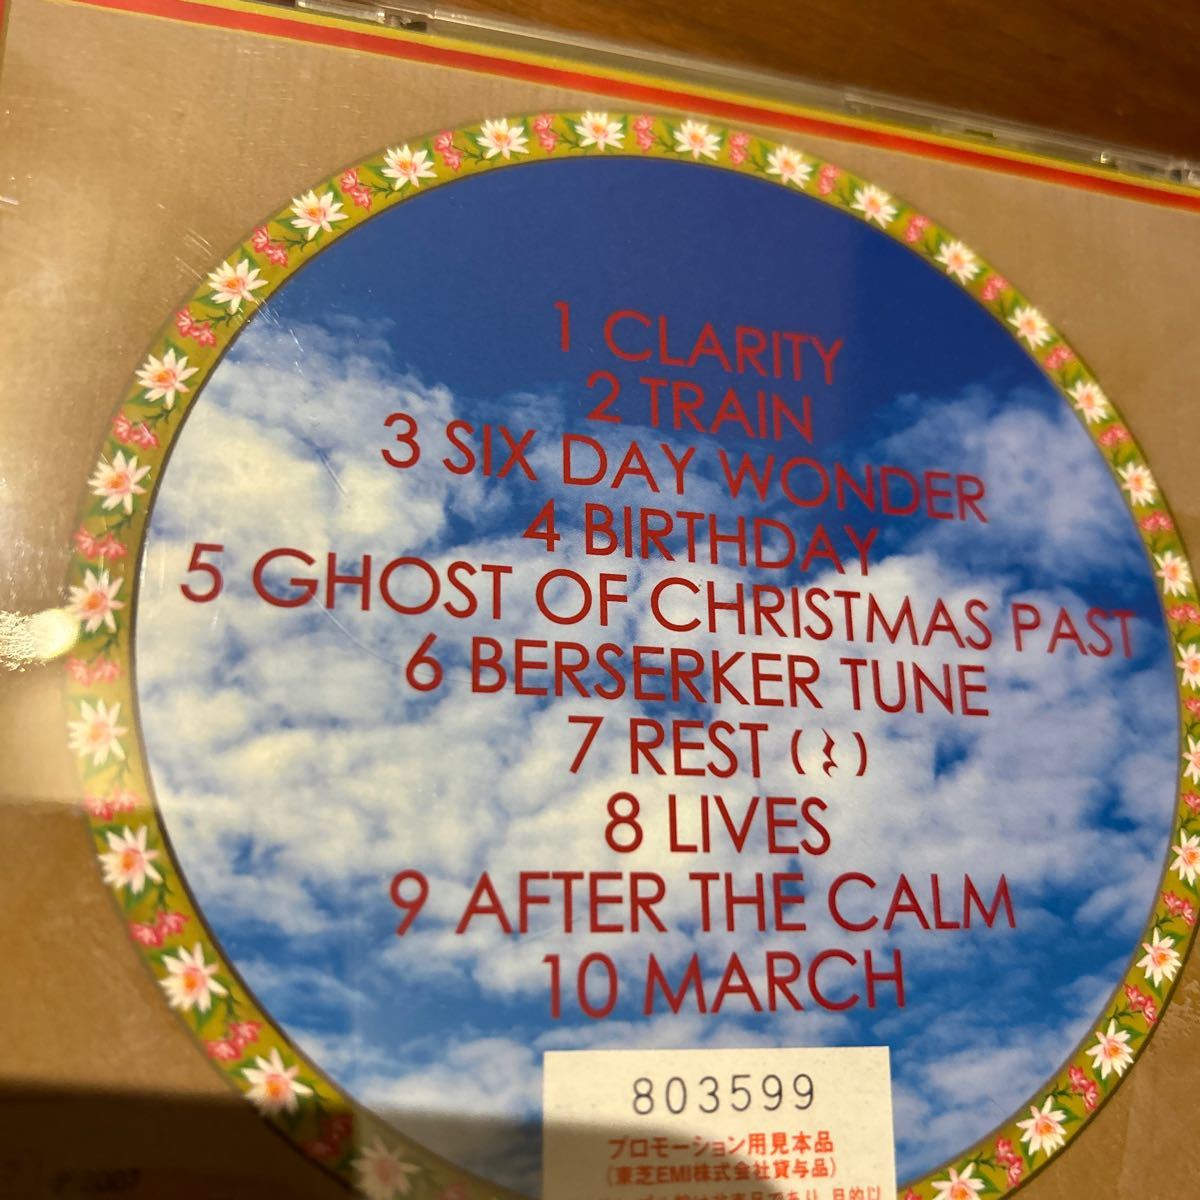 1 CLARITY
2 TRAIN
3 SIX DAY WONDER
4 BIRTHDAY
5 GHOST OF CHRISTMAS PAST
6 BERSERKER TUNE
7 REST (𝄽)
8 LIVES
9 AFTER THE CALM
10 MARCH
803599
プロモーション用見本品
(東芝EMI株式会社貸与品)